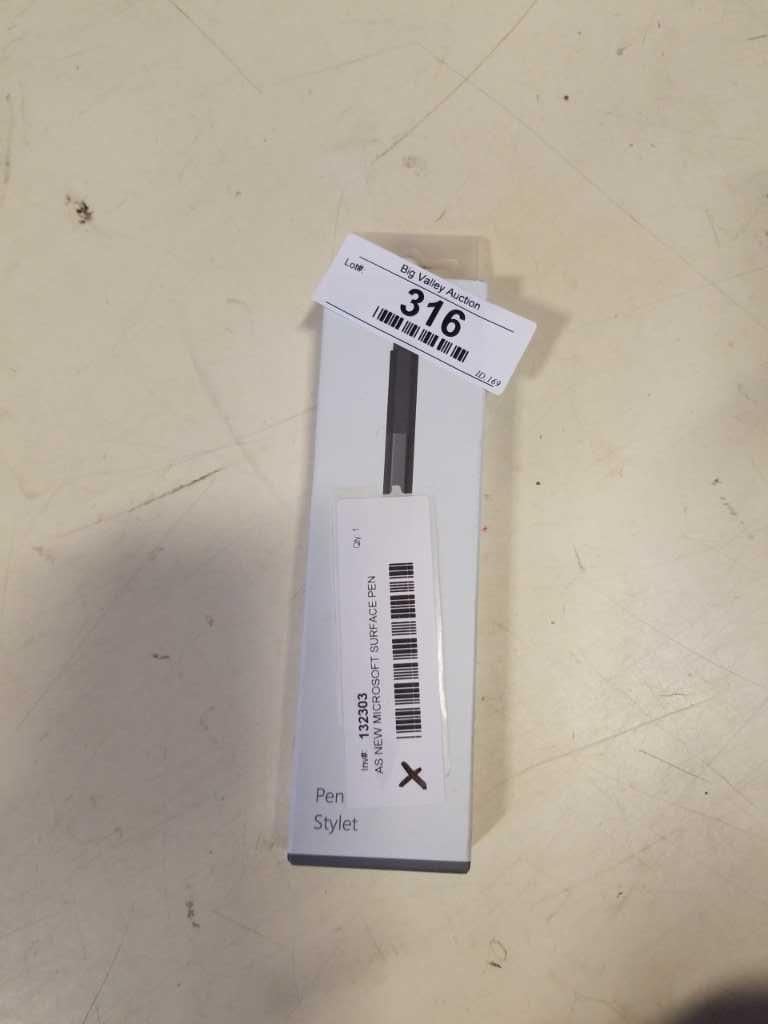 Big Valley Auction
Lot#:
316
ID 169
Qty: 1
Inv#: 132303
AS NEW MICROSOFT SURFACE PEN
X
Pen
Stylet